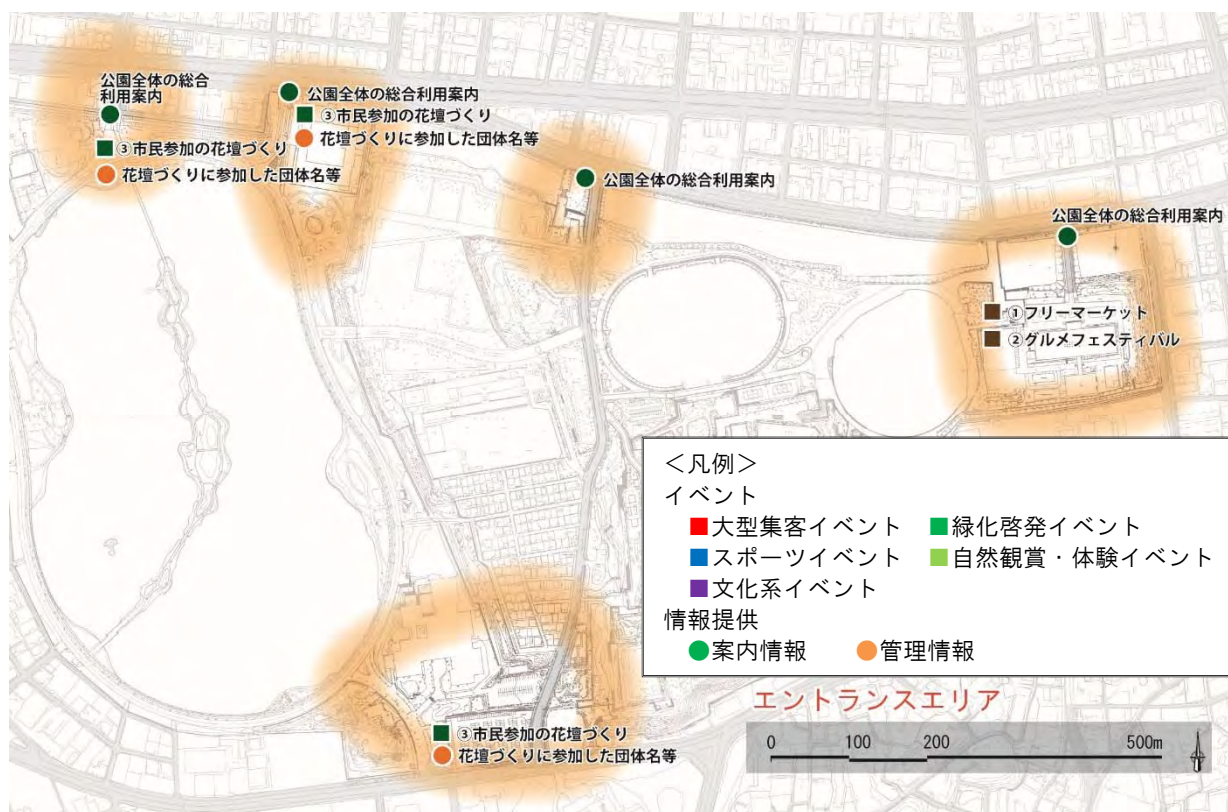 公園全体の総合
利用案内
■③市民参加の花壇づくり
●花壇づくりに参加した団体名等
●公園全体の総合利用案内
■③市民参加の花壇づくり
●花壇づくりに参加した団体名等
●公園全体の総合利用案内
公園全体の総合利用案内
■①フリーマーケット
■②グルメフェスティバル
＜凡例＞
イベント
■大型集客イベント ■緑化啓発イベント
■スポーツイベント ■自然観賞・体験イベント
■文化系イベント
情報提供
●案内情報 ●管理情報
■③市民参加の花壇づくり
●花壇づくりに参加した団体名等
エントランスエリア
0 100 200 500m